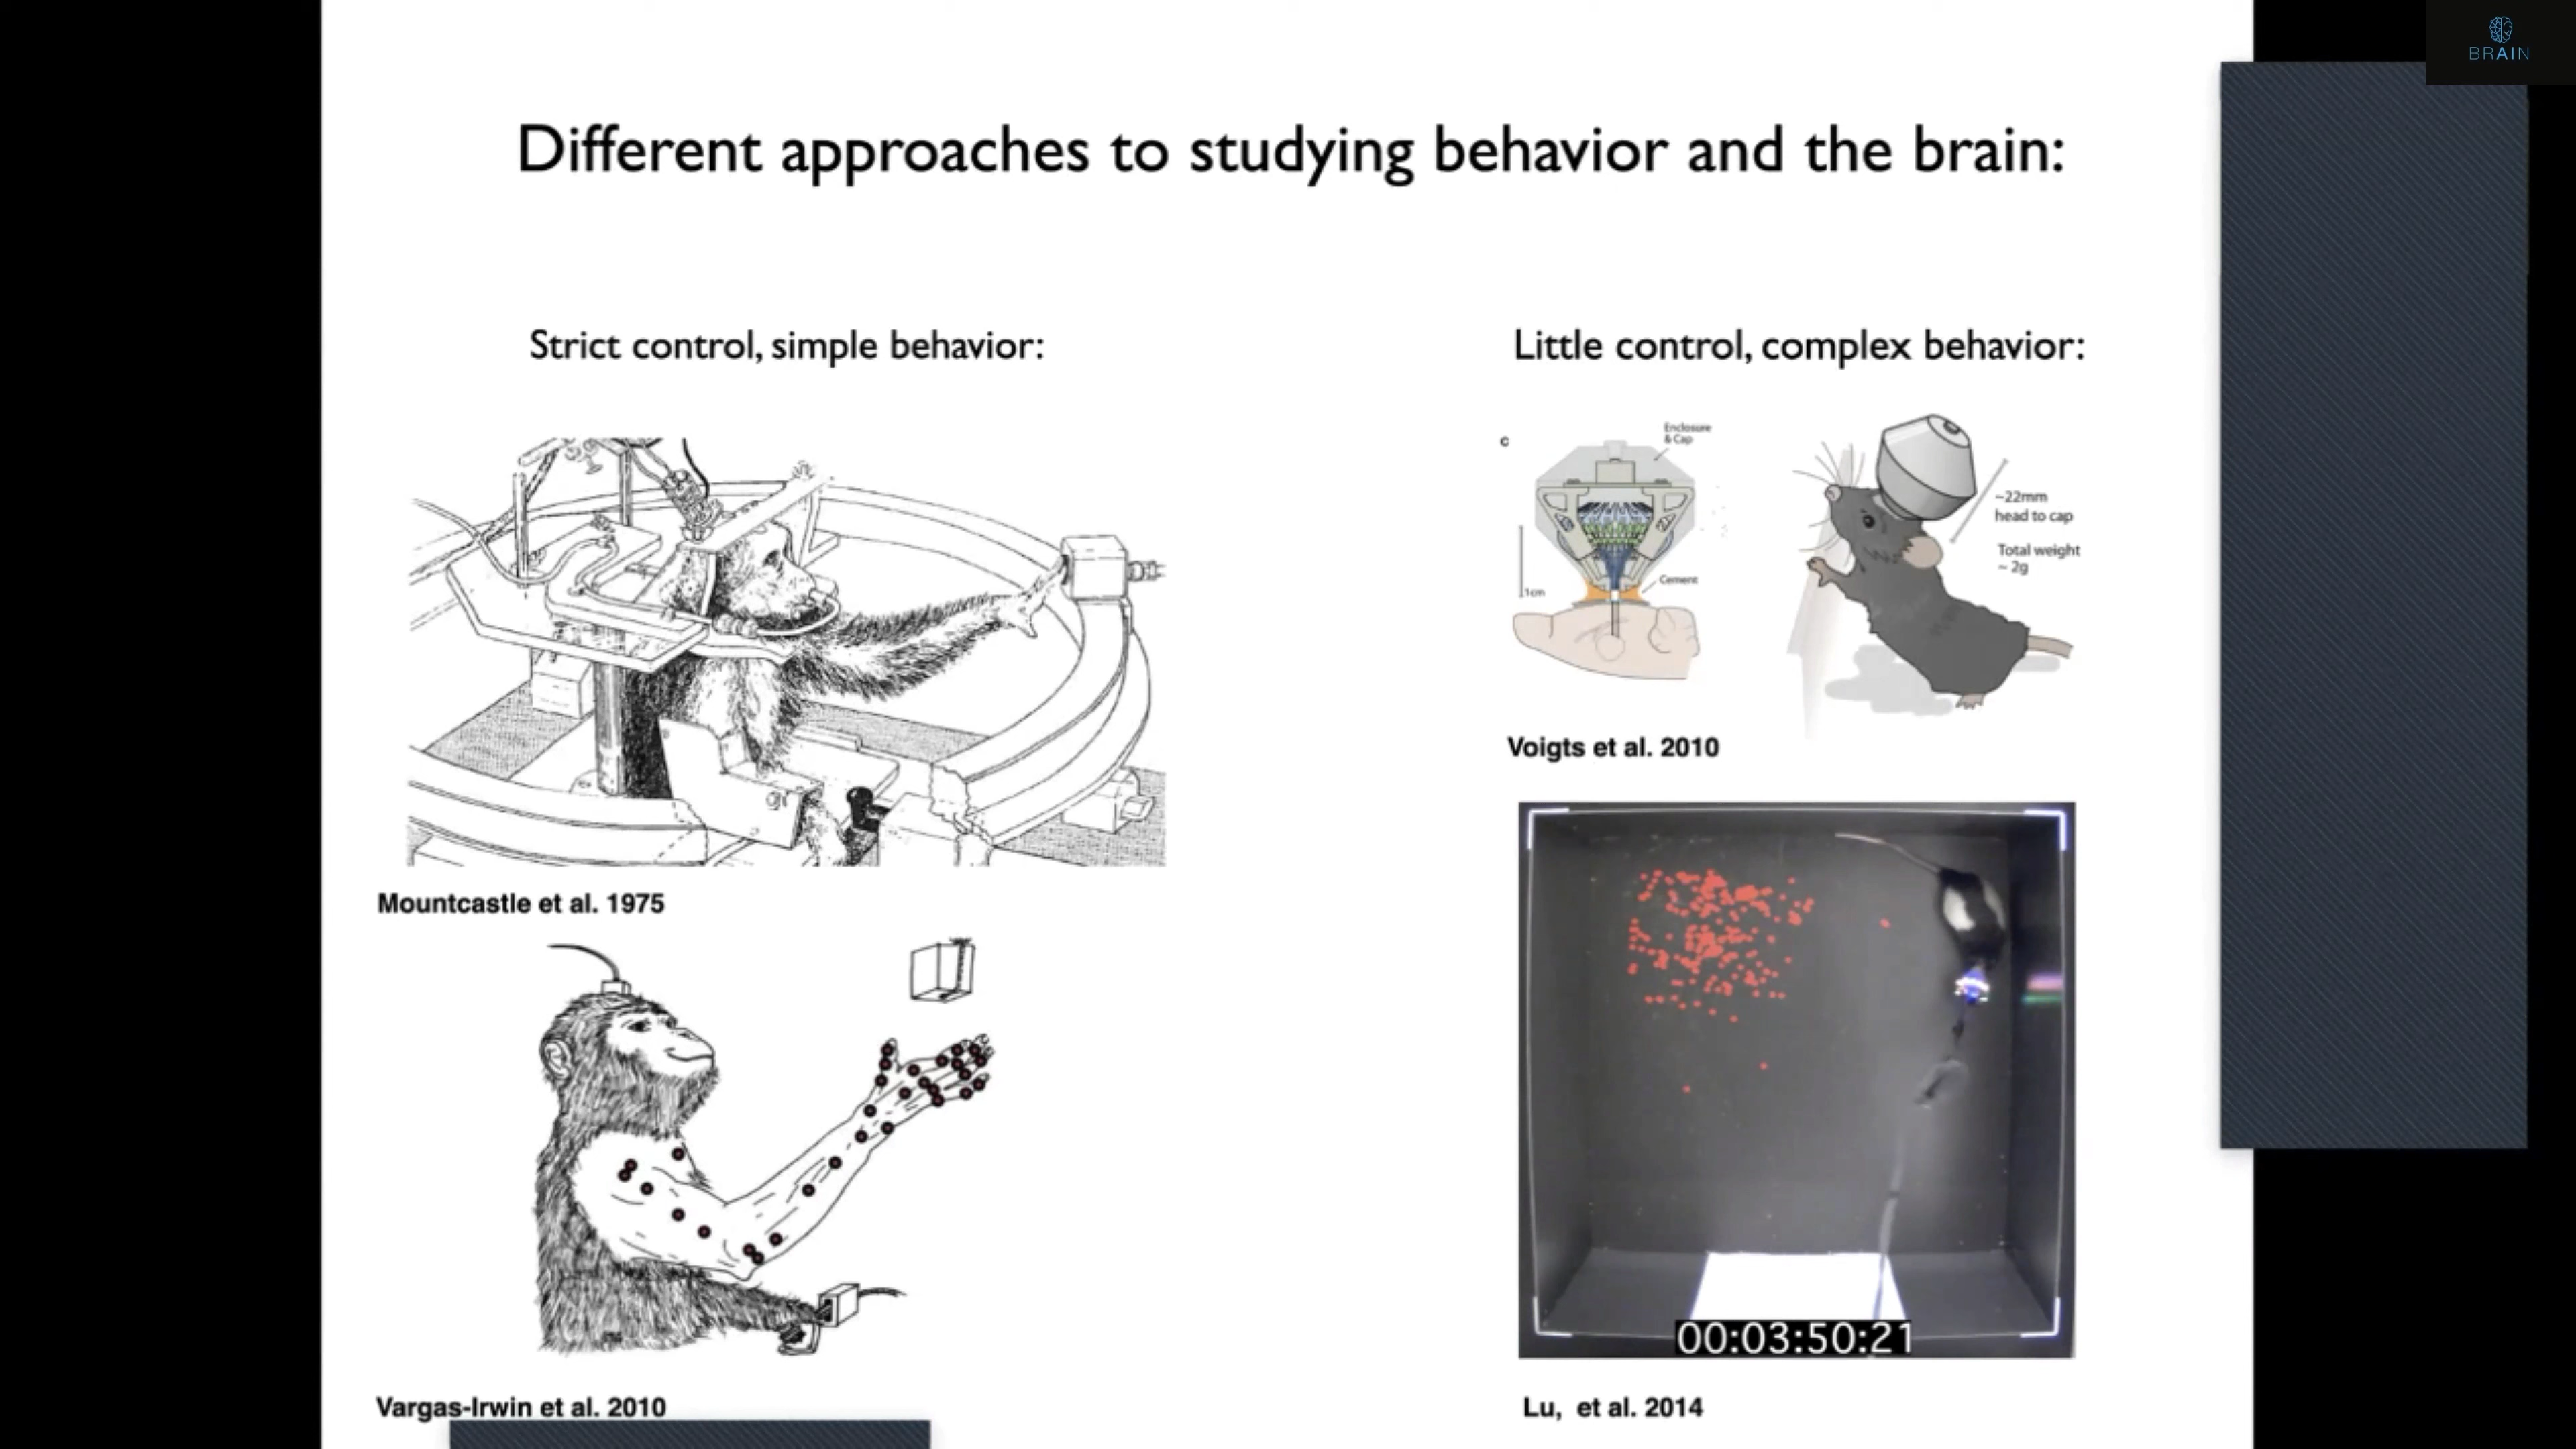 BRAIN
Different approaches to studying behavior and the brain:
Strict control, simple behavior:
Mountcastle et al. 1975
Vargas-Irwin et al. 2010
Little control, complex behavior:
c
Enclosure
& Cap
1cm
Cement
~22mm
head to cap
Total weight
~ 2g
Voigts et al. 2010
00:03:50:21
Lu, et al. 2014